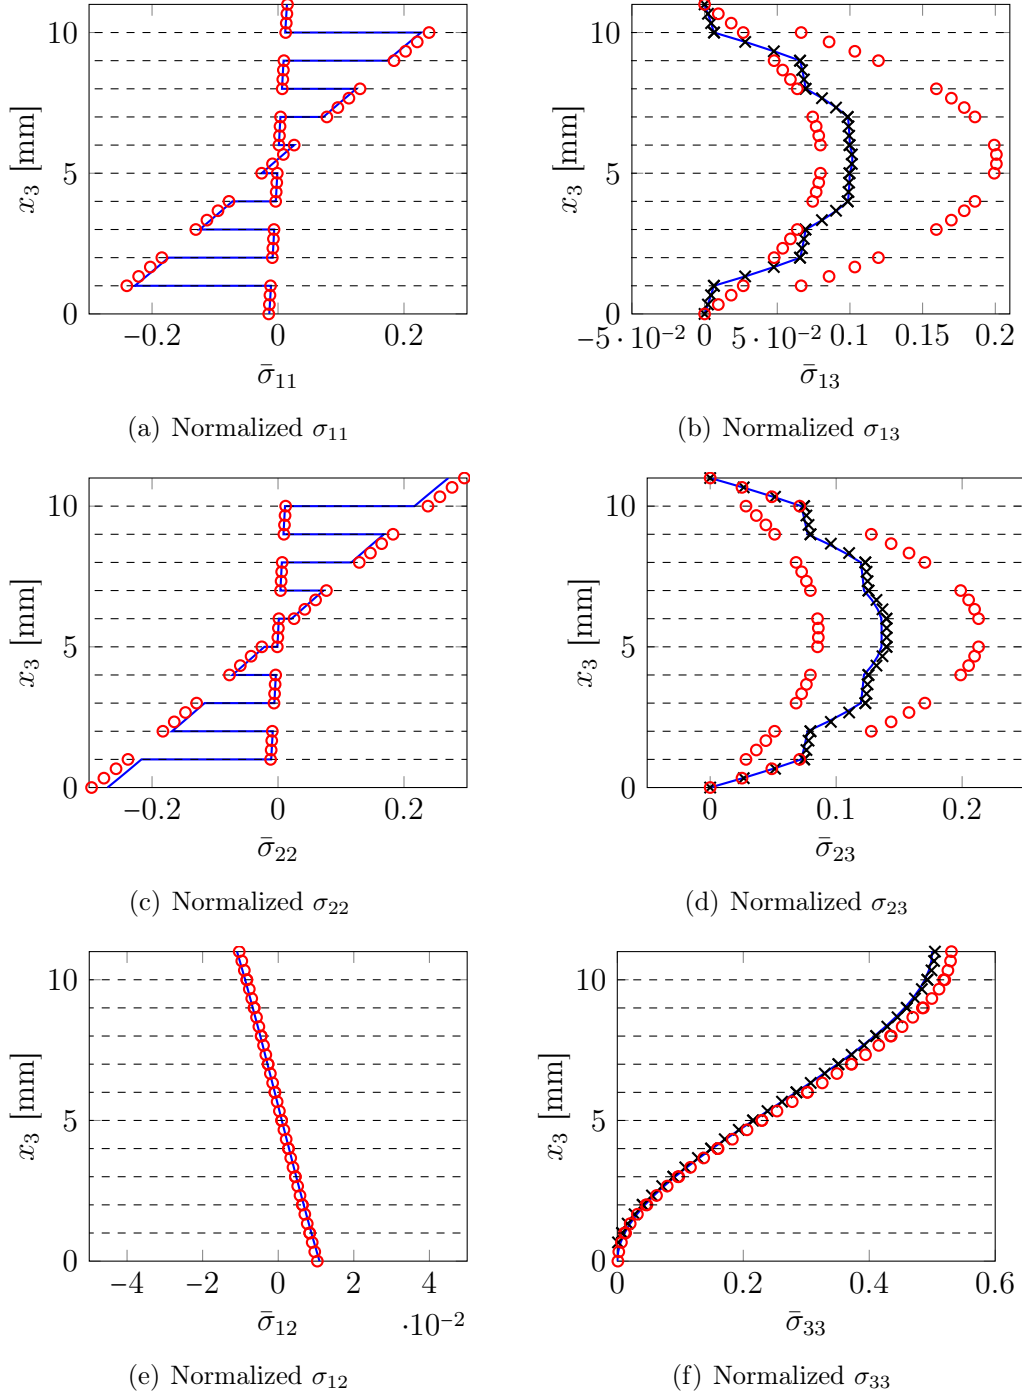 10
5
0
x₃ [mm]
−0.2 0 0.2
σ̄₁₁
(a) Normalized σ₁₁
10
5
0
x₃ [mm]
−5 · 10⁻² 0 5 · 10⁻² 0.1 0.15 0.2
σ̄₁₃
(b) Normalized σ₁₃
10
5
0
x₃ [mm]
−0.2 0 0.2
σ̄₂₂
(c) Normalized σ₂₂
10
5
0
x₃ [mm]
0 0.1 0.2
σ̄₂₃
(d) Normalized σ₂₃
10
5
0
x₃ [mm]
−4 −2 0 2 4
σ̄₁₂
·10⁻²
(e) Normalized σ₁₂
10
5
0
x₃ [mm]
0 0.2 0.4 0.6
σ̄₃₃
(f) Normalized σ₃₃